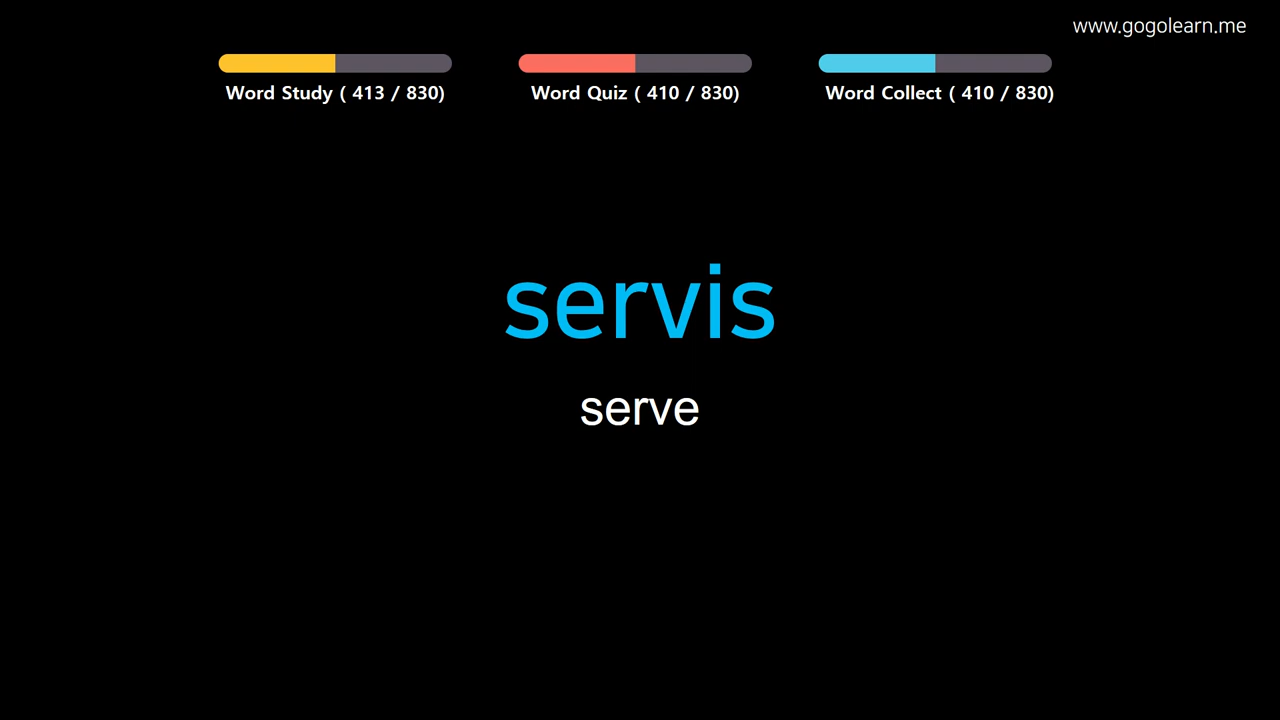 www.gogolearn.me
Word Study ( 413 / 830)
Word Quiz ( 410 / 830)
Word Collect ( 410 / 830)
servis
serve